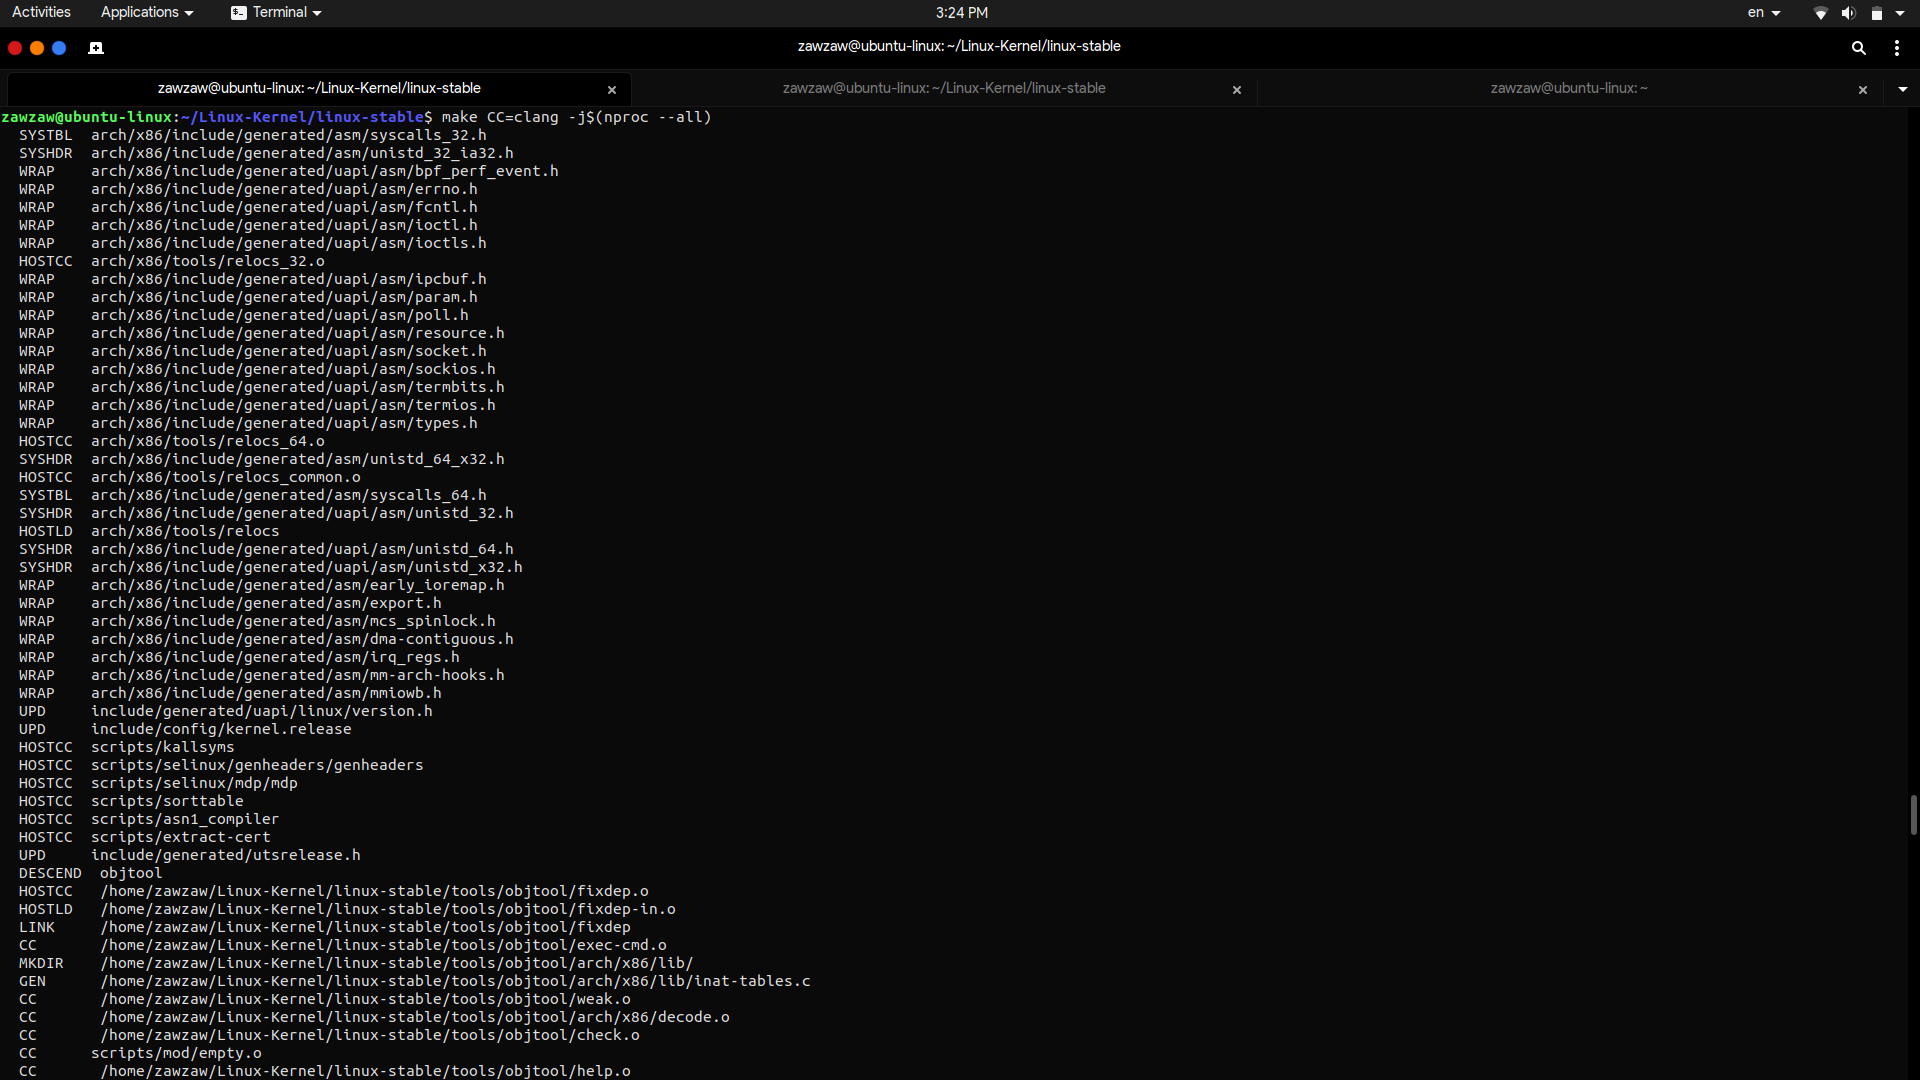 Activities Applications Terminal 3:24 PM en
zawzaw@ubuntu-linux: ~/Linux-Kernel/linux-stable
zawzaw@ubuntu-linux: ~/Linux-Kernel/linux-stable zawzaw@ubuntu-linux: ~/Linux-Kernel/linux-stable zawzaw@ubuntu-linux: ~
zawzaw@ubuntu-linux:~/Linux-Kernel/linux-stable$ make CC=clang -j$(nproc --all)
SYSTBL arch/x86/include/generated/asm/syscalls_32.h
SYSHDR arch/x86/include/generated/asm/unistd_32_ia32.h
WRAP arch/x86/include/generated/uapi/asm/bpf_perf_event.h
WRAP arch/x86/include/generated/uapi/asm/errno.h
WRAP arch/x86/include/generated/uapi/asm/fcntl.h
WRAP arch/x86/include/generated/uapi/asm/ioctl.h
WRAP arch/x86/include/generated/uapi/asm/ioctls.h
HOSTCC arch/x86/tools/relocs_32.o
WRAP arch/x86/include/generated/uapi/asm/ipcbuf.h
WRAP arch/x86/include/generated/uapi/asm/param.h
WRAP arch/x86/include/generated/uapi/asm/poll.h
WRAP arch/x86/include/generated/uapi/asm/resource.h
WRAP arch/x86/include/generated/uapi/asm/socket.h
WRAP arch/x86/include/generated/uapi/asm/sockios.h
WRAP arch/x86/include/generated/uapi/asm/termbits.h
WRAP arch/x86/include/generated/uapi/asm/termios.h
WRAP arch/x86/include/generated/uapi/asm/types.h
HOSTCC arch/x86/tools/relocs_64.o
SYSHDR arch/x86/include/generated/asm/unistd_64_x32.h
HOSTCC arch/x86/tools/relocs_common.o
SYSTBL arch/x86/include/generated/asm/syscalls_64.h
SYSHDR arch/x86/include/generated/uapi/asm/unistd_32.h
HOSTLD arch/x86/tools/relocs
SYSHDR arch/x86/include/generated/uapi/asm/unistd_64.h
SYSHDR arch/x86/include/generated/uapi/asm/unistd_x32.h
WRAP arch/x86/include/generated/asm/early_ioremap.h
WRAP arch/x86/include/generated/asm/export.h
WRAP arch/x86/include/generated/asm/mcs_spinlock.h
WRAP arch/x86/include/generated/asm/dma-contiguous.h
WRAP arch/x86/include/generated/asm/irq_regs.h
WRAP arch/x86/include/generated/asm/mm-arch-hooks.h
WRAP arch/x86/include/generated/asm/mmiowb.h
UPD include/generated/uapi/linux/version.h
UPD include/config/kernel.release
HOSTCC scripts/kallsyms
HOSTCC scripts/selinux/genheaders/genheaders
HOSTCC scripts/selinux/mdp/mdp
HOSTCC scripts/sorttable
HOSTCC scripts/asn1_compiler
HOSTCC scripts/extract-cert
UPD include/generated/utsrelease.h
DESCEND objtool
HOSTCC /home/zawzaw/Linux-Kernel/linux-stable/tools/objtool/fixdep.o
HOSTLD /home/zawzaw/Linux-Kernel/linux-stable/tools/objtool/fixdep-in.o
LINK /home/zawzaw/Linux-Kernel/linux-stable/tools/objtool/fixdep
CC /home/zawzaw/Linux-Kernel/linux-stable/tools/objtool/exec-cmd.o
MKDIR /home/zawzaw/Linux-Kernel/linux-stable/tools/objtool/arch/x86/lib/
GEN /home/zawzaw/Linux-Kernel/linux-stable/tools/objtool/arch/x86/lib/inat-tables.c
CC /home/zawzaw/Linux-Kernel/linux-stable/tools/objtool/weak.o
CC /home/zawzaw/Linux-Kernel/linux-stable/tools/objtool/arch/x86/decode.o
CC /home/zawzaw/Linux-Kernel/linux-stable/tools/objtool/check.o
CC scripts/mod/empty.o
CC /home/zawzaw/Linux-Kernel/linux-stable/tools/objtool/help.o